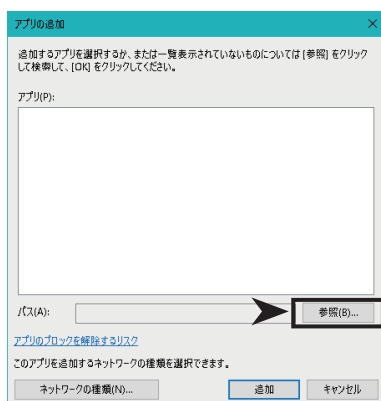 アプリの追加
追加するアプリを選択するか、または一覧表示されていないものについては [参照] をクリック
して検索して、[OK] をクリックしてください。
アプリ(P):
パス(A):
参照(B)...
アプリのブロックを解除するリスク
このアプリを追加するネットワークの種類を選択できます。
ネットワークの種類(N)...
追加
キャンセル